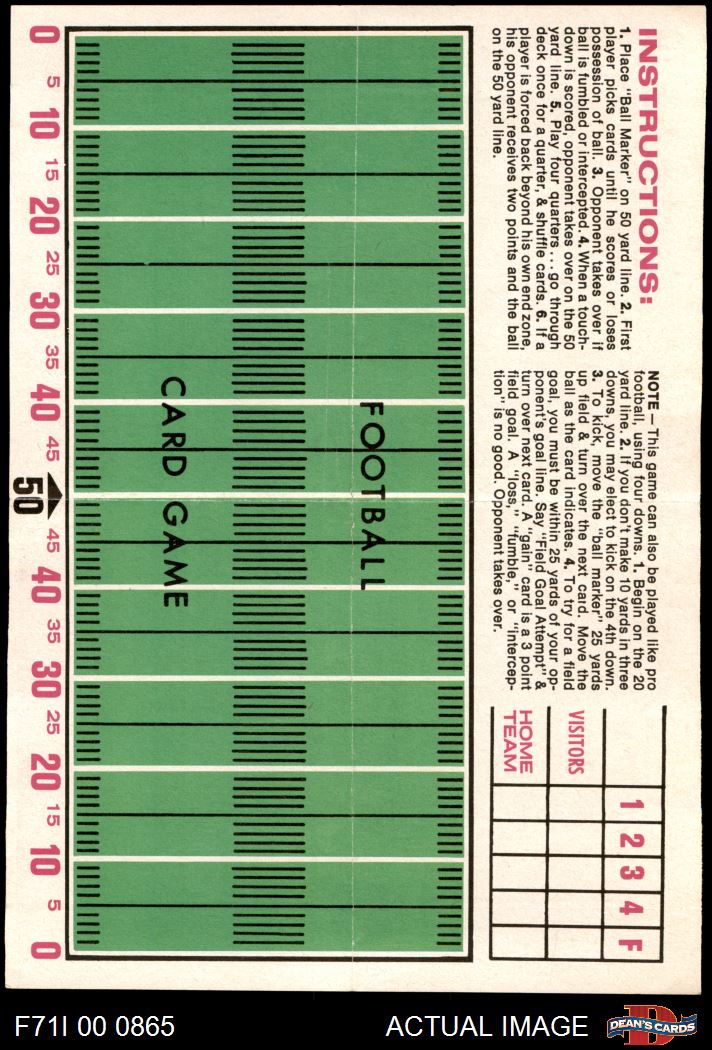 INSTRUCTIONS:
1. Place "Ball Marker" on 50 yard line. 2. First
player picks cards until he scores or loses
possession of ball. 3. Opponent takes over if
ball is fumbled or intercepted. 4. When a touch-
down is scored, opponent takes over on the 50
yard line. 5. Play four quarters ... go through
deck once for a quarter, & shuffle cards. 6. If a
player is forced back beyond his own end zone,
his opponent receives two points and the ball
on the 50 yard line.
NOTE — This game can also be played like pro
football, using four downs. 1. Begin on the 20
yard line. 2. If you don't make 10 yards in three
downs, you may elect to kick on the 4th down.
3. To kick, move the "ball marker" 25 yards
up field & turn over the next card. Move the
ball as the card indicates. 4. To try for a field
goal, you must be within 25 yards of your op-
ponent's goal line. Say "Field Goal Attempt" &
turn over next card. A "gain" card is a 3 point
field goal. A "loss," "fumble," or "intercep-
tion" is no good. Opponent takes over.
1 2 3 4 F
VISITORS
HOME
TEAM
FOOTBALL
CARD GAME
0 5 10 15 20 25 30 35 40 45 50 45 40 35 30 25 20 15 10 5 0
F71I 00 0865
ACTUAL IMAGE
D
DEAN'S CARDS